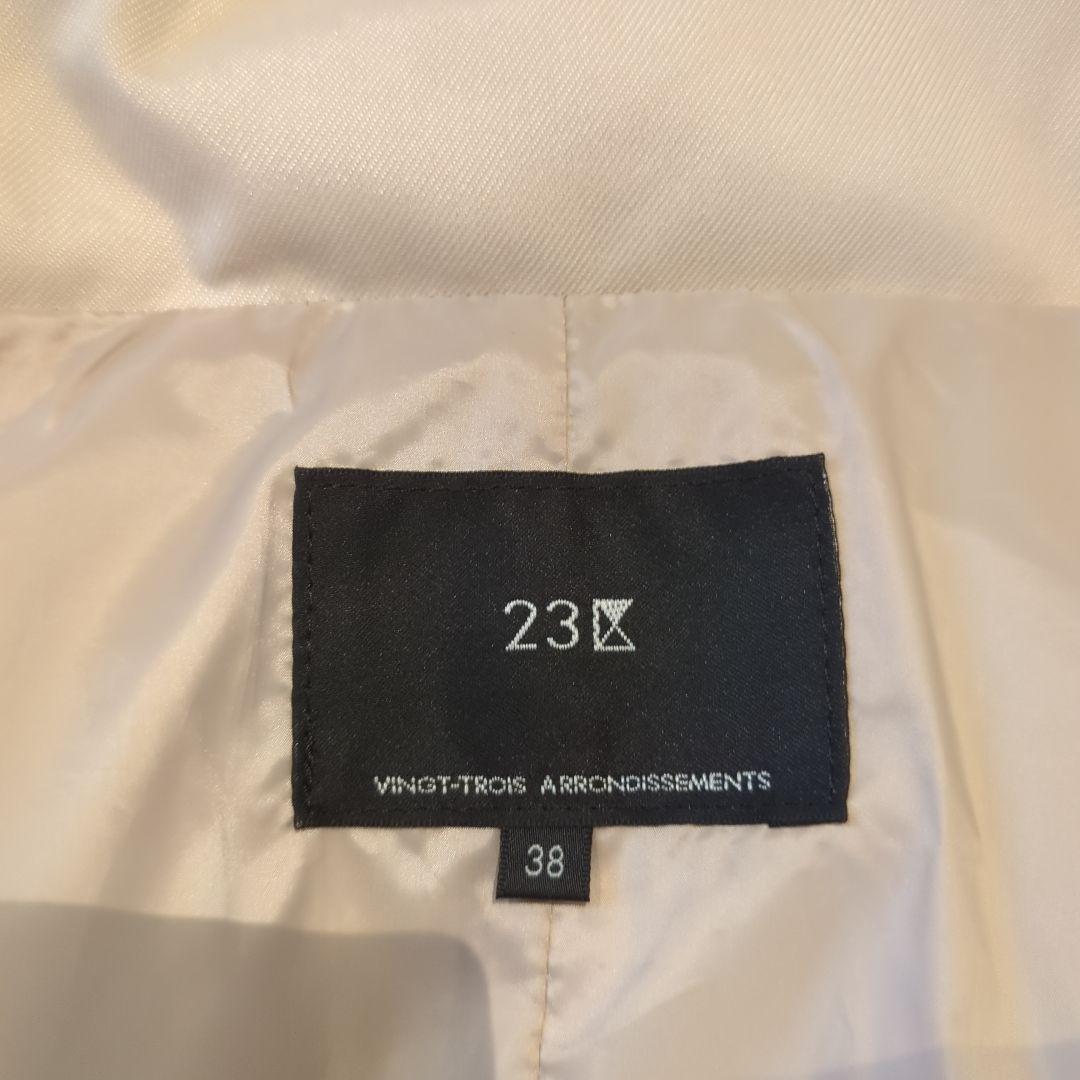 23区
VINGT-TROIS ARRONDISSEMENTS
38